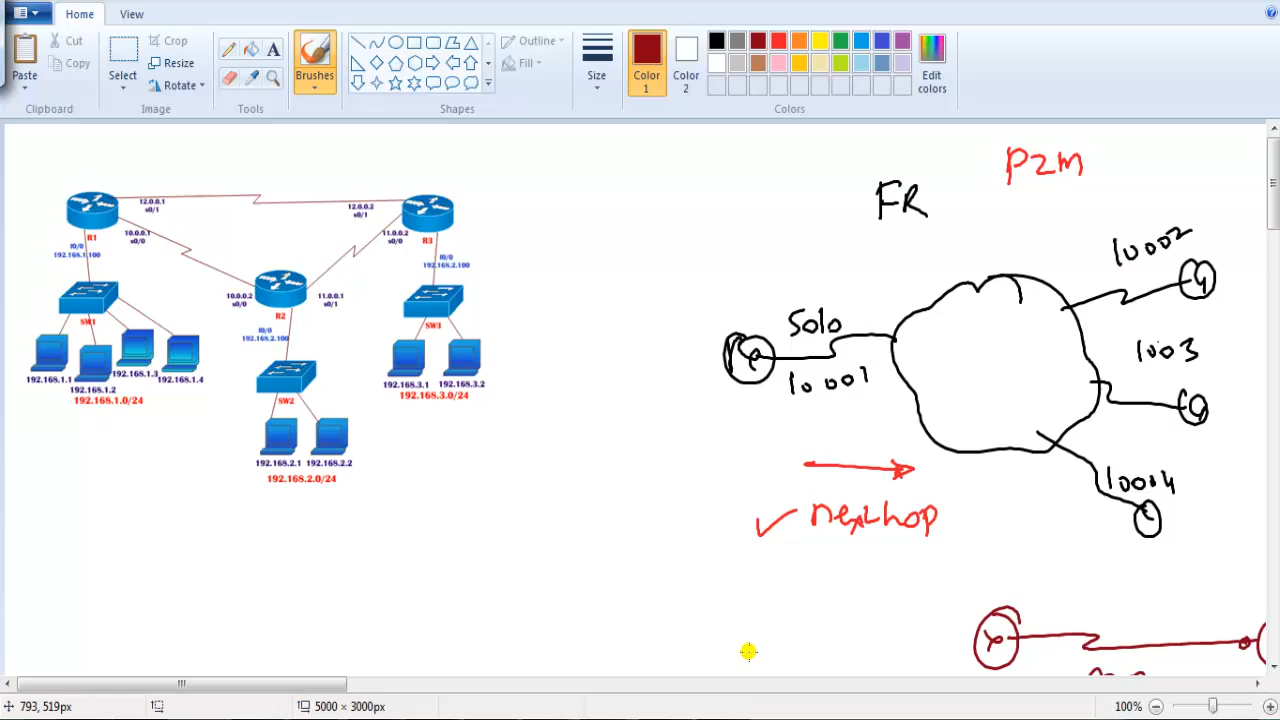 Home
View
Paste
Cut
Copy
Clipboard
Select
Crop
Resize
Rotate
Image
Tools
Brushes
Outline
Fill
Shapes
Size
Color 1
Color 2
Edit colors
Colors
12.0.0.1
s0/1
R1
10.0.0.1
s0/0
f0/0
192.168.1.100
SW1
192.168.1.1
192.168.1.2
192.168.1.3
192.168.1.4
192.168.1.0/24
12.0.0.2
s0/1
R3
11.0.0.2
s0/0
f0/0
192.168.2.100
SW3
192.168.3.1
192.168.3.2
192.168.3.0/24
10.0.0.2
s0/0
11.0.0.1
s0/1
R2
f0/0
192.168.2.100
SW2
192.168.2.1
192.168.2.2
192.168.2.0/24
P2M
FR
10002
S010
10001
1003
10004
793, 519px
5000 × 3000px
100%